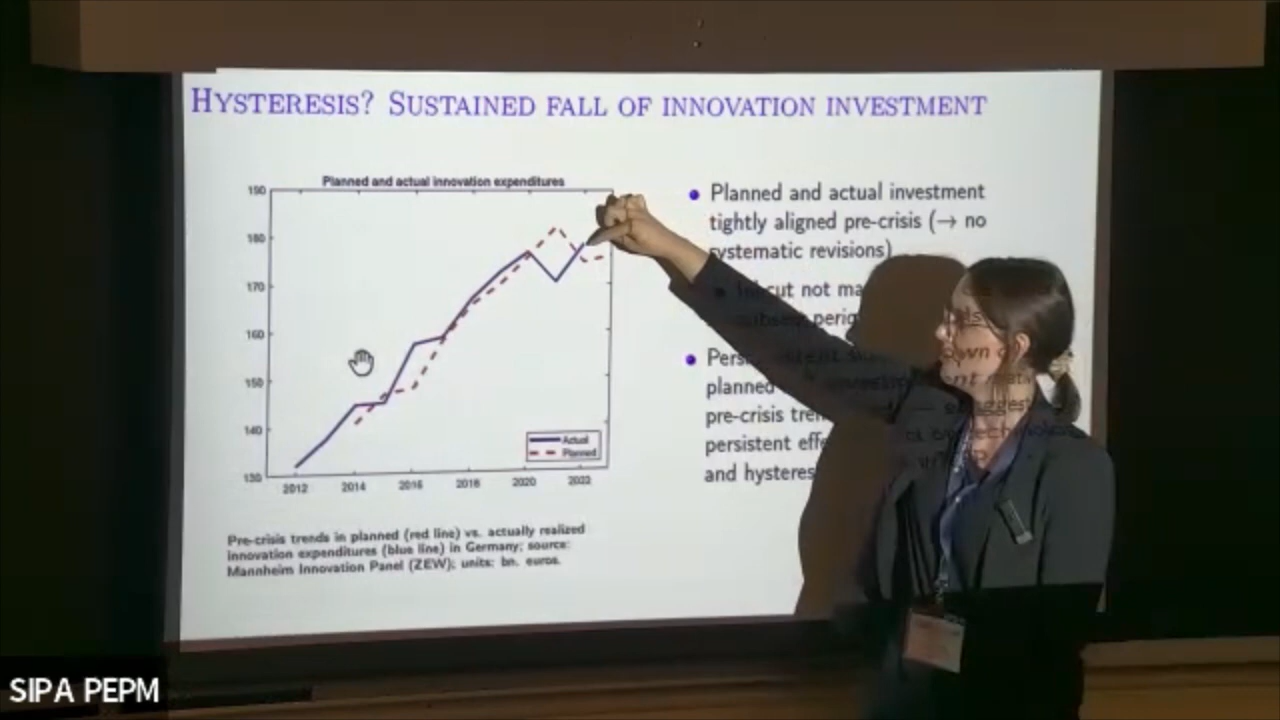 HYSTERESIS? SUSTAINED FALL OF INNOVATION INVESTMENT
Planned and actual innovation expenditures
190
180
170
160
150
140
130
2012
2014
2016
2018
2020
2022
Actual
Planned
Pre-crisis trends in planned (red line) vs. actually realized
innovation expenditures (blue line) in Germany; source:
Mannheim Innovation Panel (ZEW); units: bn. euros.
Planned and actual investment
tightly aligned pre-crisis (→ no
systematic revisions)
cut not
Pers
planned
pre-crisis
persistent
and
SIPA PEPM